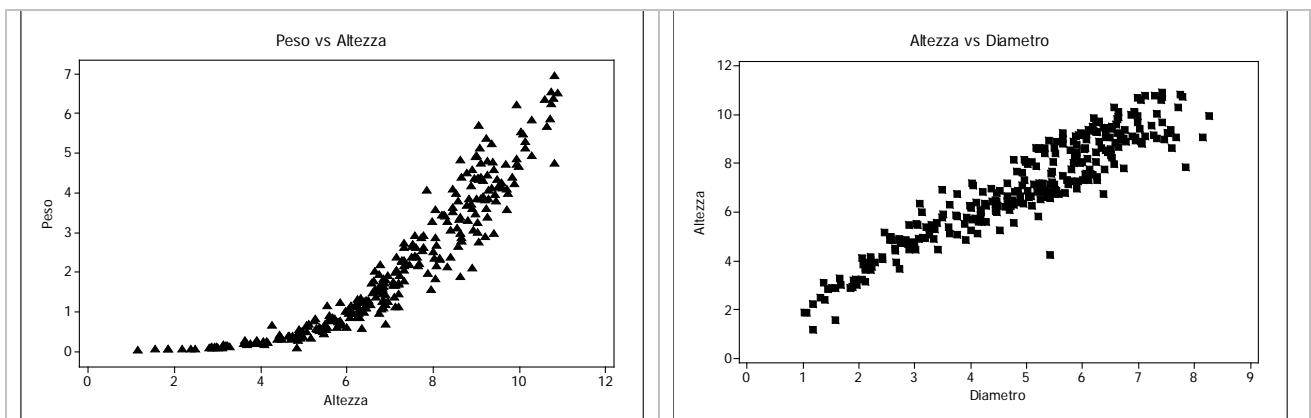 Peso vs Altezza
7
6
5
4
3
2
1
0
Peso
0 2 4 6 8 10 12
Altezza
Altezza vs Diametro
12
10
8
6
4
2
0
Altezza
0 1 2 3 4 5 6 7 8 9
Diametro